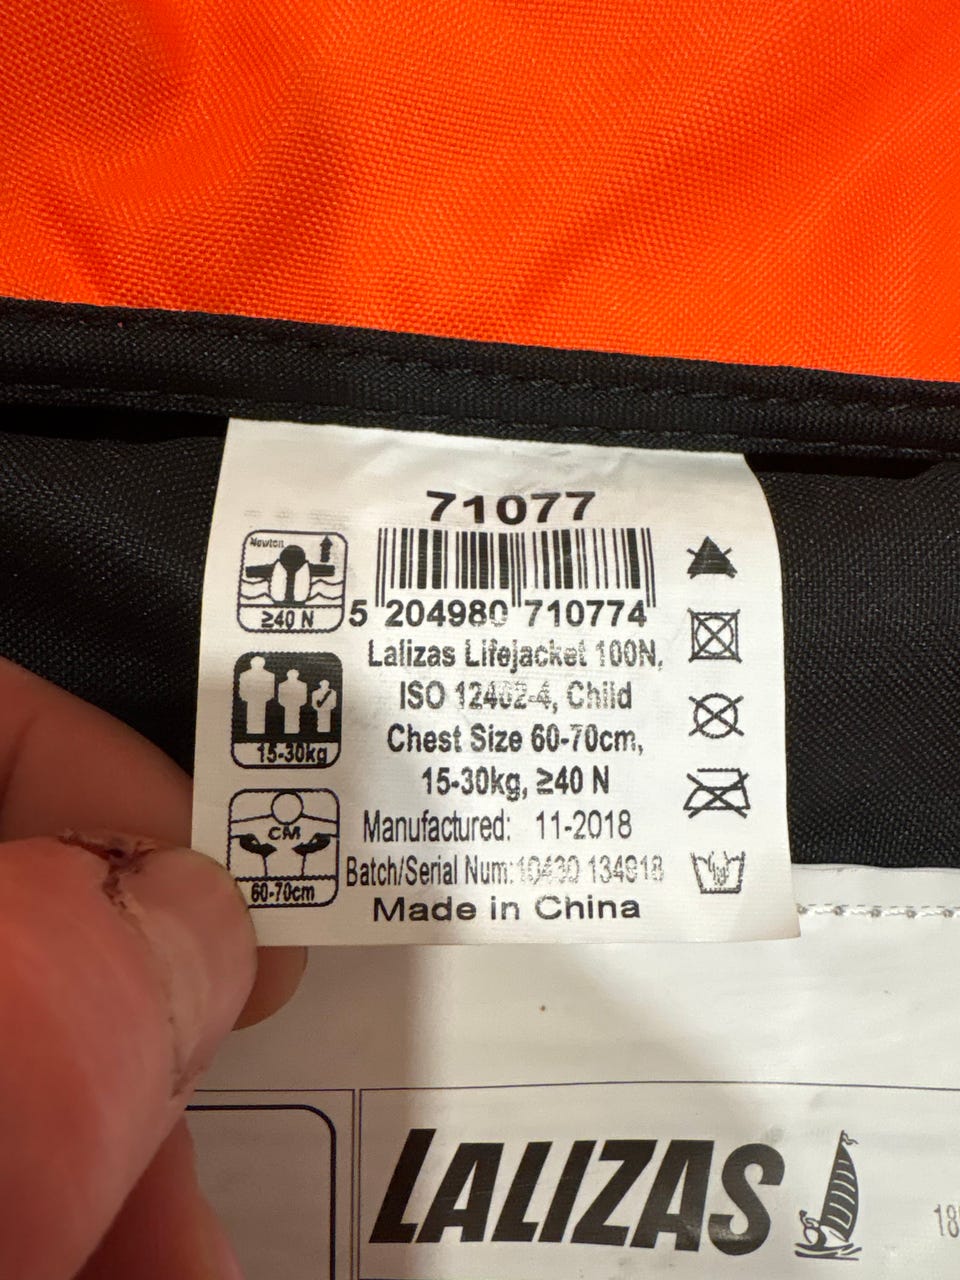 71077
Newton
≥40 N
5 204980 710774
Lalizas Lifejacket 100N,
ISO 12402-4, Child
15-30kg
Chest Size 60-70cm,
15-30kg, ≥40 N
CM
Manufactured: 11-2018
60-70cm
Batch/Serial Num:
Made in China
LALIZAS